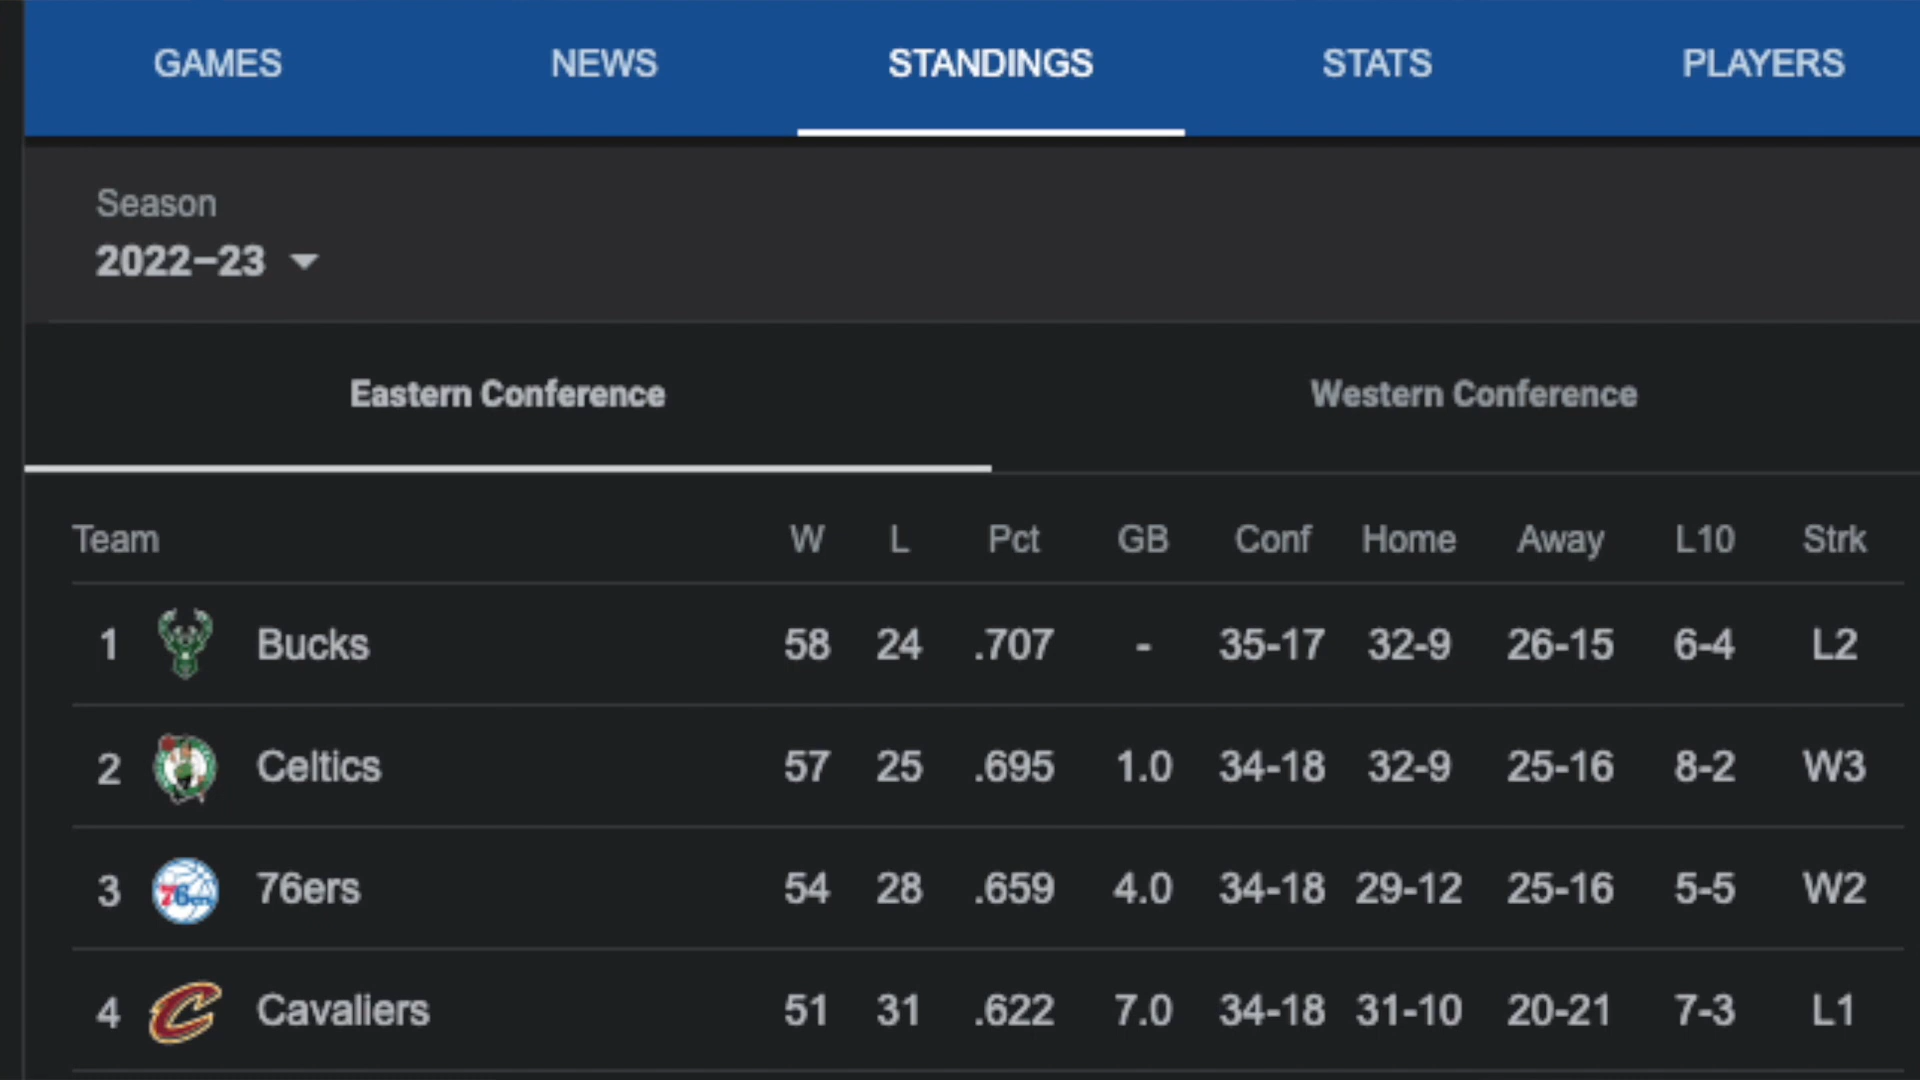 GAMES NEWS STANDINGS STATS PLAYERS
Season
2022–23
Eastern Conference Western Conference
Team W L Pct GB Conf Home Away L10 Strk
1 Bucks 58 24 .707 - 35-17 32-9 26-15 6-4 L2
2 Celtics 57 25 .695 1.0 34-18 32-9 25-16 8-2 W3
3 76ers 54 28 .659 4.0 34-18 29-12 25-16 5-5 W2
4 Cavaliers 51 31 .622 7.0 34-18 31-10 20-21 7-3 L1